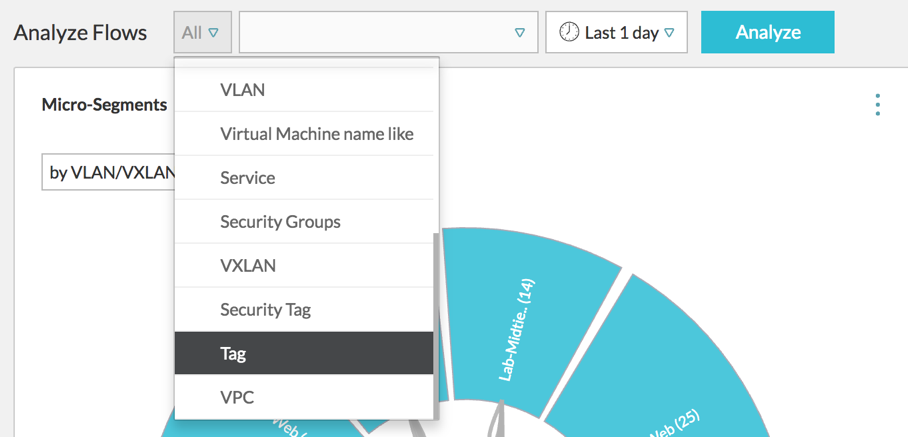 Analyze Flows
All
Last 1 day
Analyze
VLAN
Micro-Segments
Virtual Machine name like
by VLAN/VXLAN
Service
Security Groups
VXLAN
Security Tag
Lab-Midtie.. (14)
Tag
VPC
Web (
Web (25)